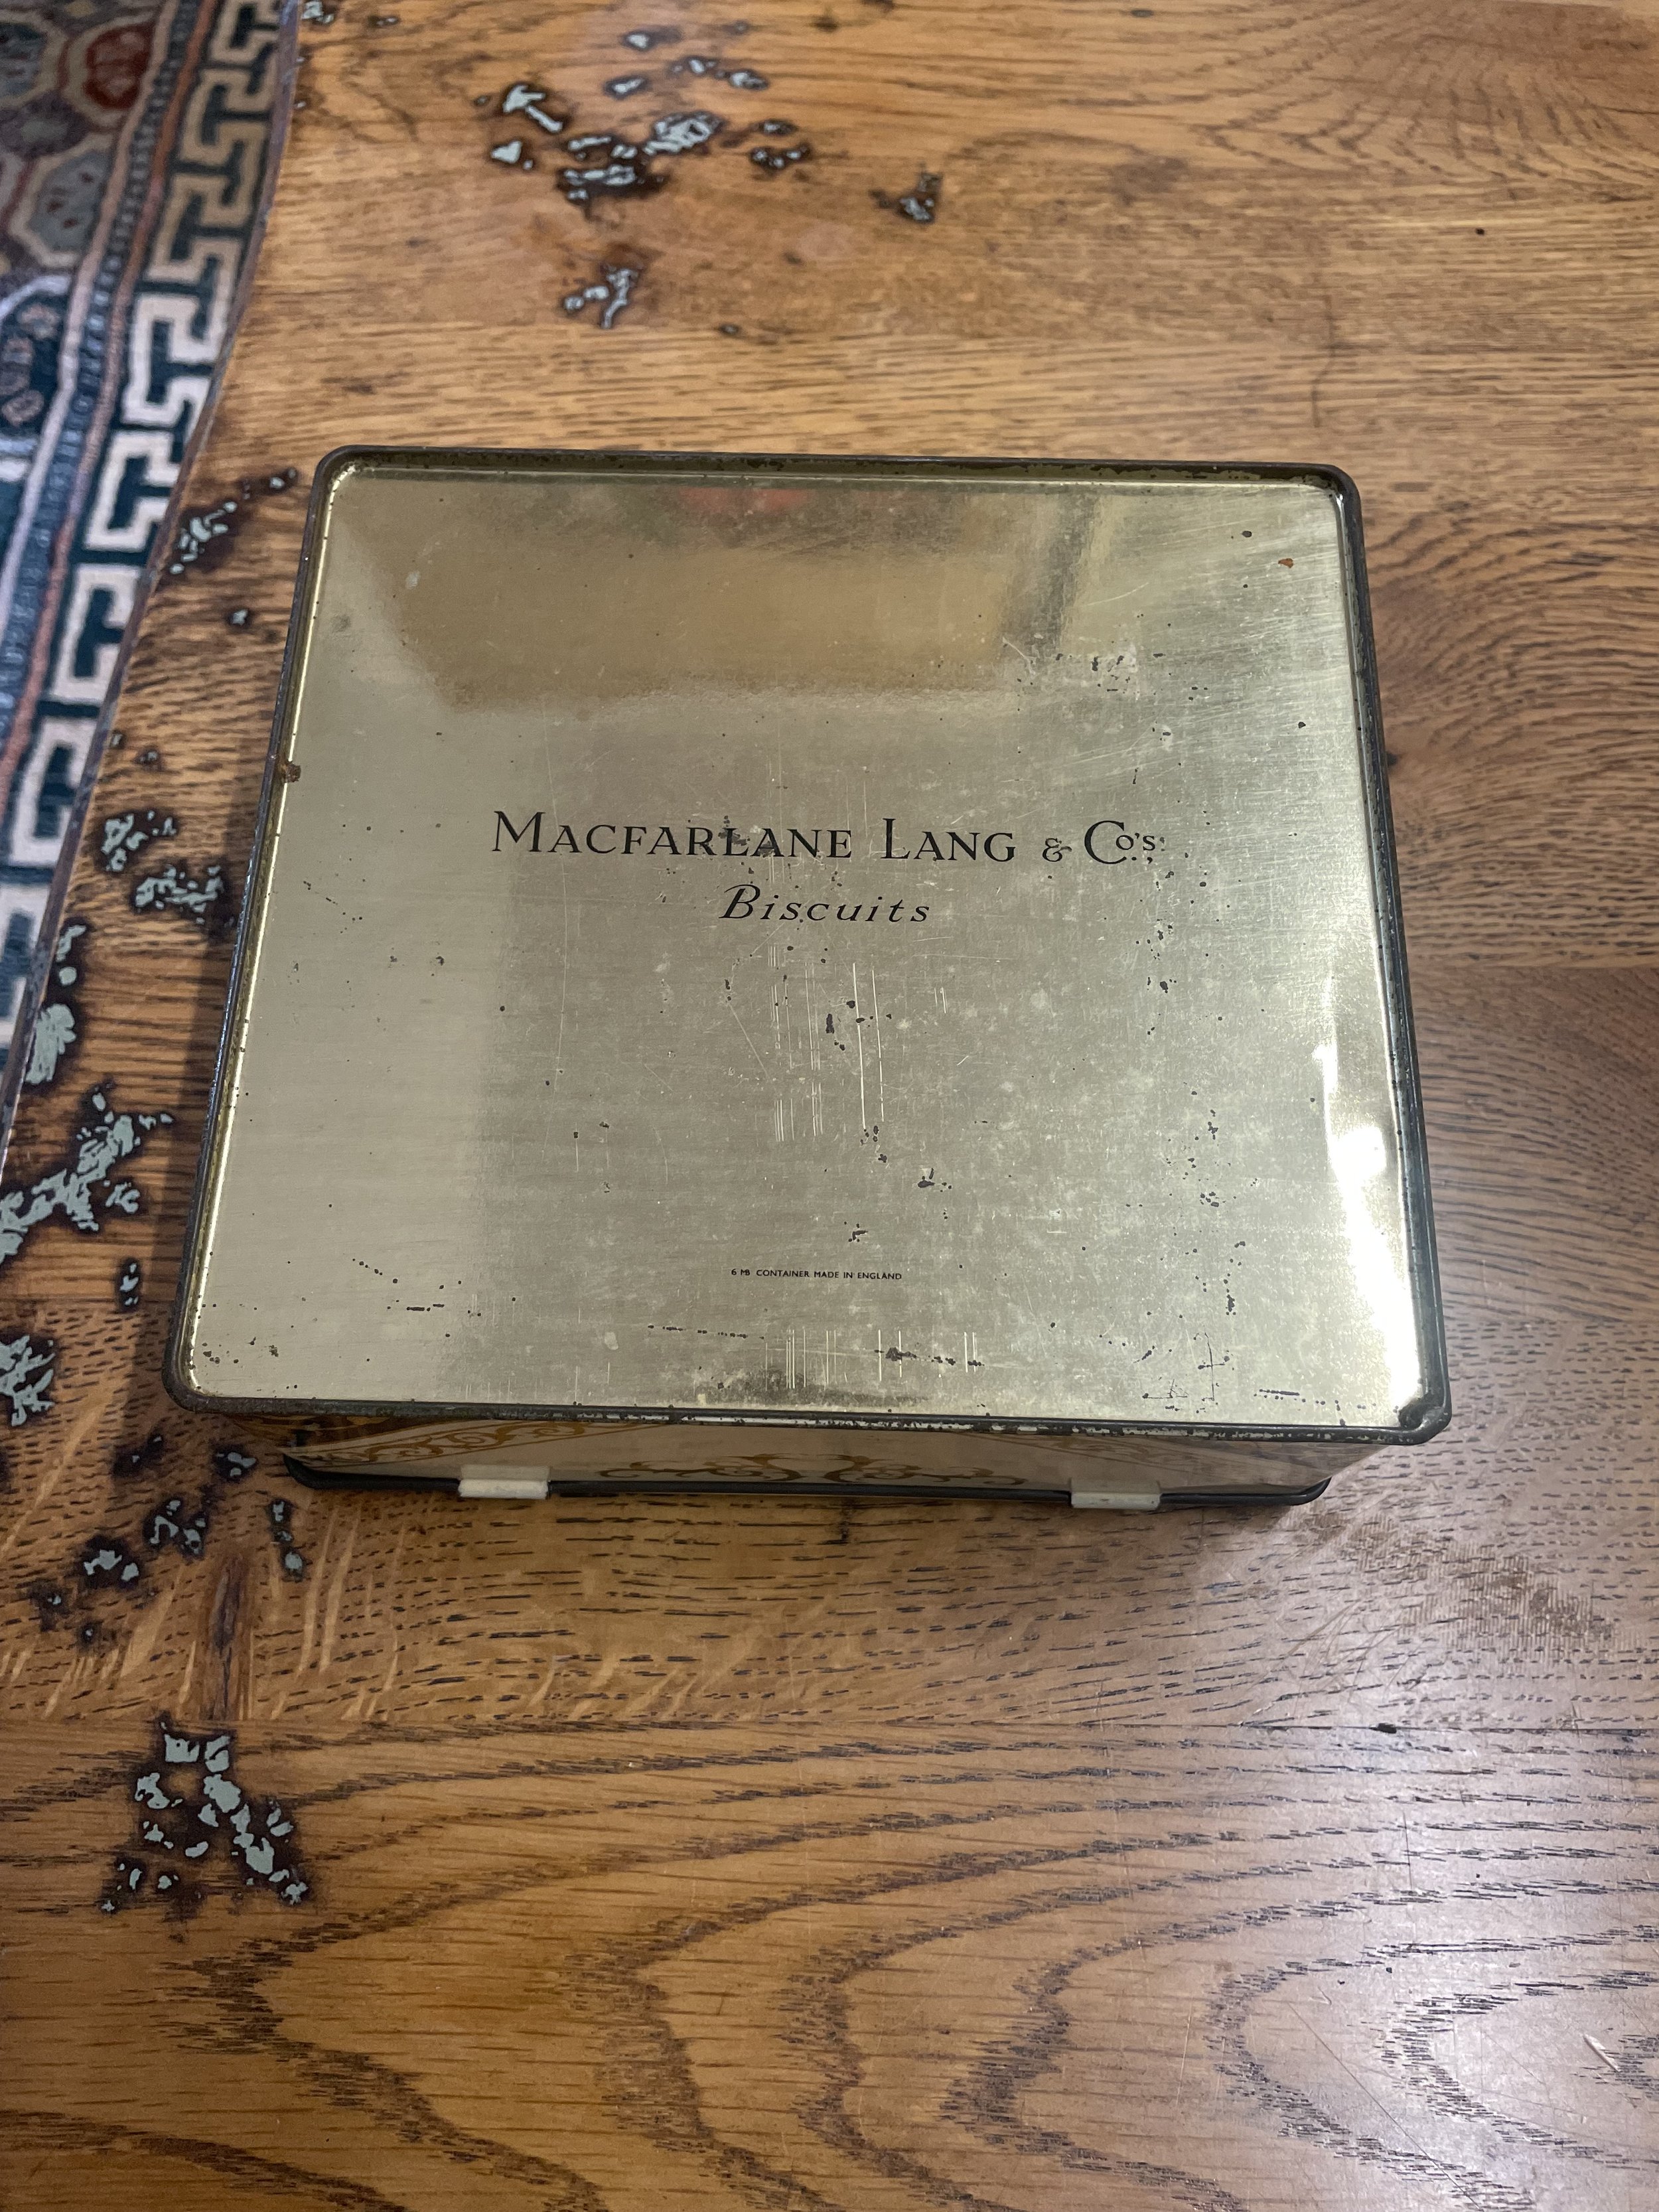 MACFARLANE LANG & Co's.
Biscuits
6 MB CONTAINER MADE IN ENGLAND